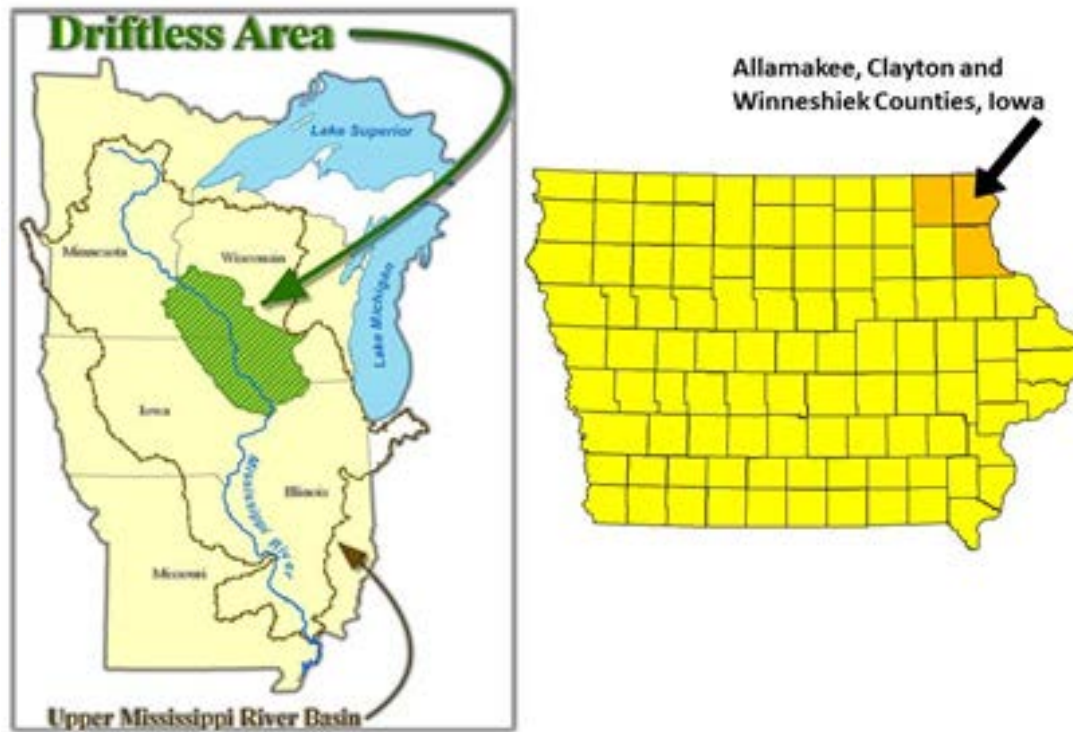 Driftless Area
Lake Superior
Minnesota
Wisconsin
Lake Michigan
Iowa
Mississippi River
Illinois
Missouri
Upper Mississippi River Basin
Allamakee, Clayton and
Winneshiek Counties, Iowa